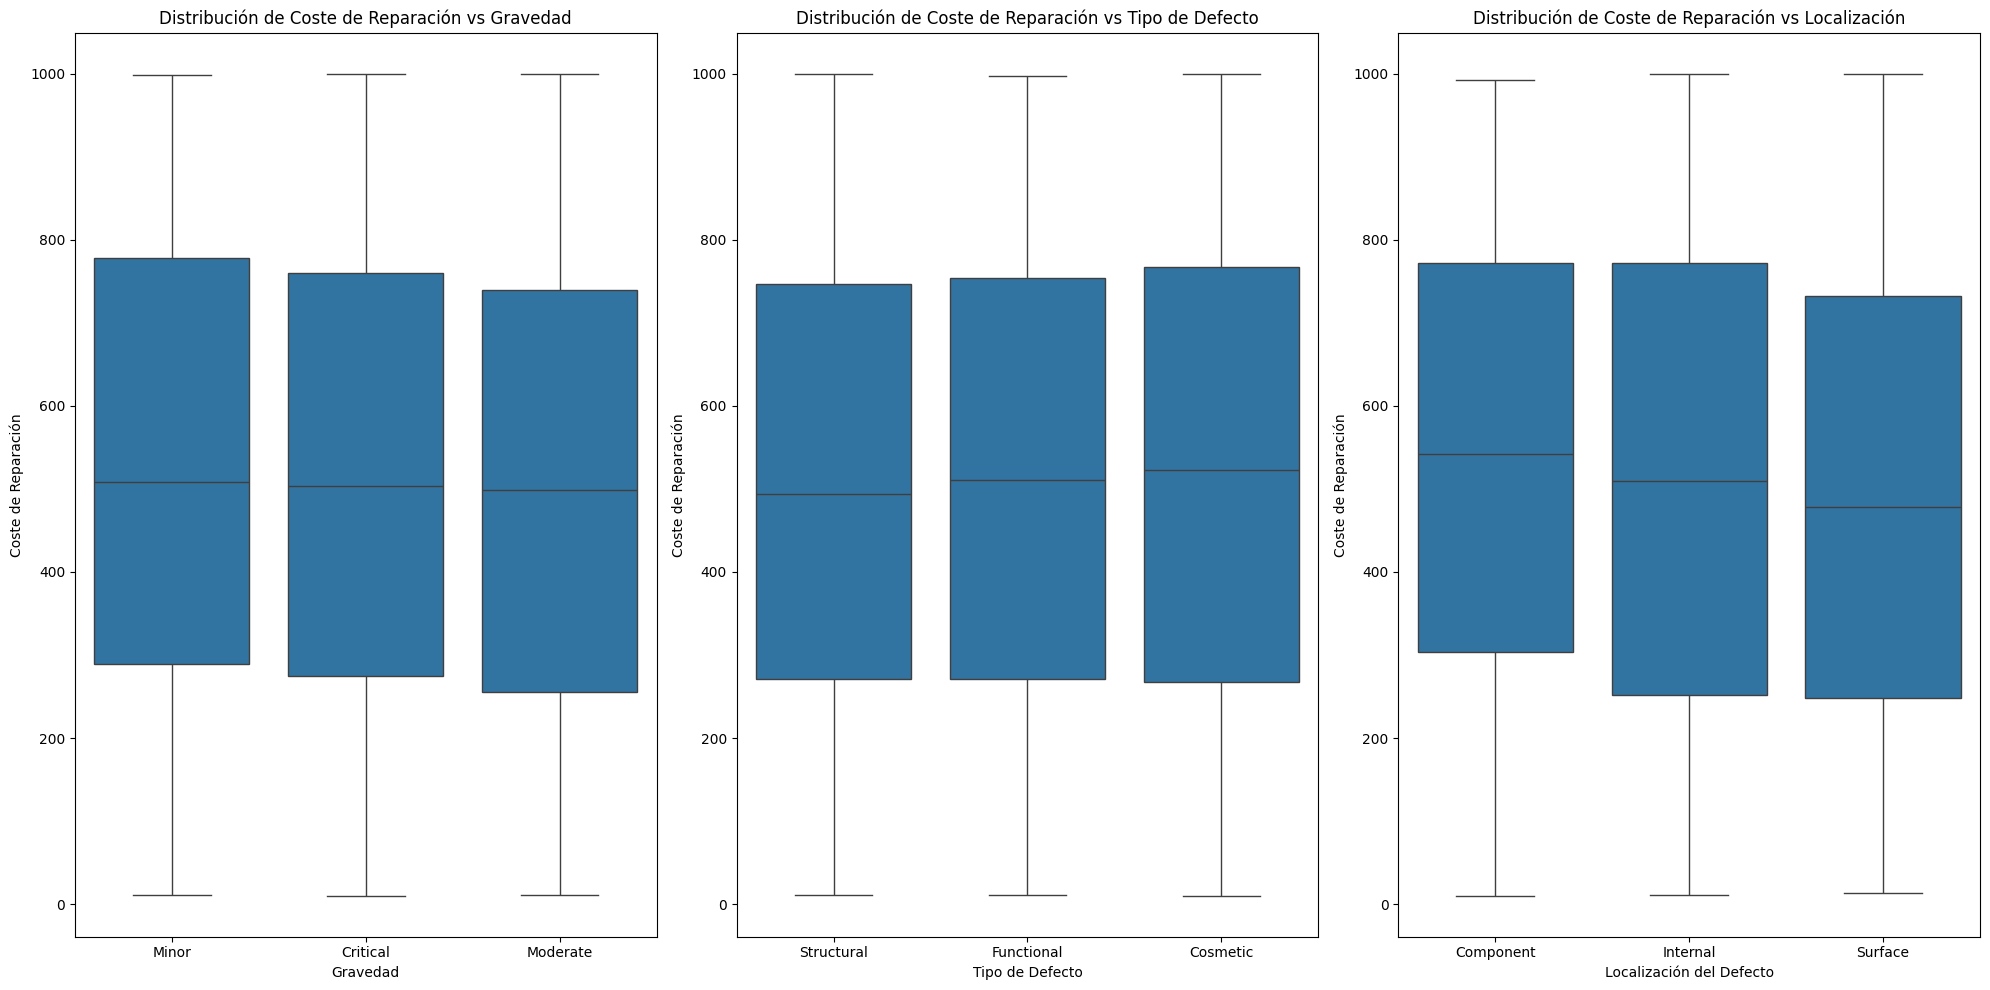 Distribución de Coste de Reparación vs Gravedad
Coste de Reparación
1000
800
600
400
200
0
Minor Critical Moderate
Gravedad
Distribución de Coste de Reparación vs Tipo de Defecto
Coste de Reparación
1000
800
600
400
200
0
Structural Functional Cosmetic
Tipo de Defecto
Distribución de Coste de Reparación vs Localización
Coste de Reparación
1000
800
600
400
200
0
Component Internal Surface
Localización del Defecto